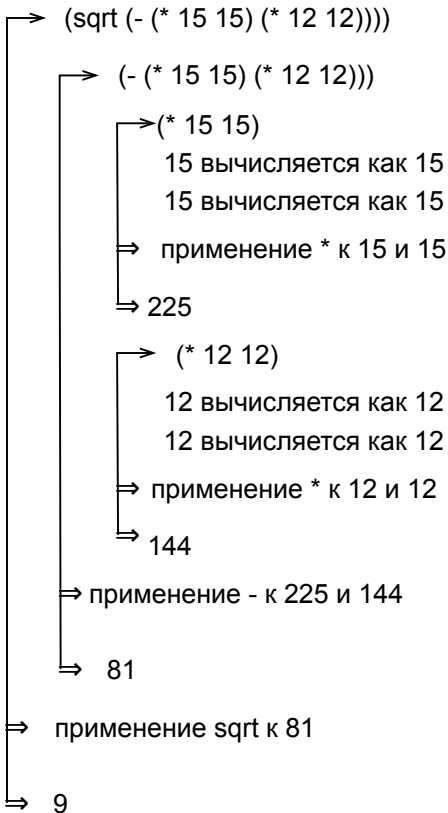 (sqrt (- (* 15 15) (* 12 12))))
(- (* 15 15) (* 12 12)))
(* 15 15)
15 вычисляется как 15
15 вычисляется как 15
применение * к 15 и 15
225
(* 12 12)
12 вычисляется как 12
12 вычисляется как 12
применение * к 12 и 12
144
применение - к 225 и 144
81
применение sqrt к 81
9